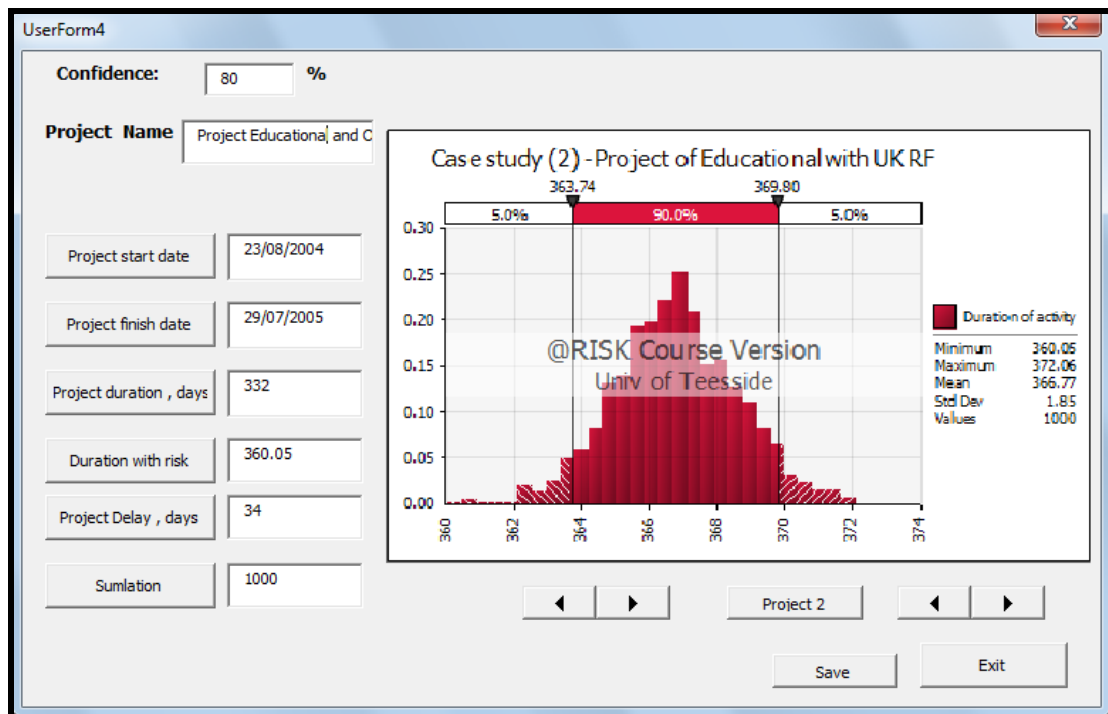 UserForm4
x
Confidence: 80 %
Project Name Project Educational and C
Project start date 23/08/2004
Project finish date 29/07/2005
Project duration , days 332
Duration with risk 360.05
Project Delay , days 34
Sumlation 1000
Case study (2) - Project of Educational with UK RF
363.74 369.80
5.0% 90.0% 5.0%
0.30
0.25
0.20
0.15
0.10
0.05
0.00
360 362 364 366 368 370 372 374
@RISK Course Version
Univ of Teesside
Duration of activity
Minimum 360.05
Maximum 372.06
Mean 366.77
Std Dev 1.85
Values 1000
Project 2
Save
Exit